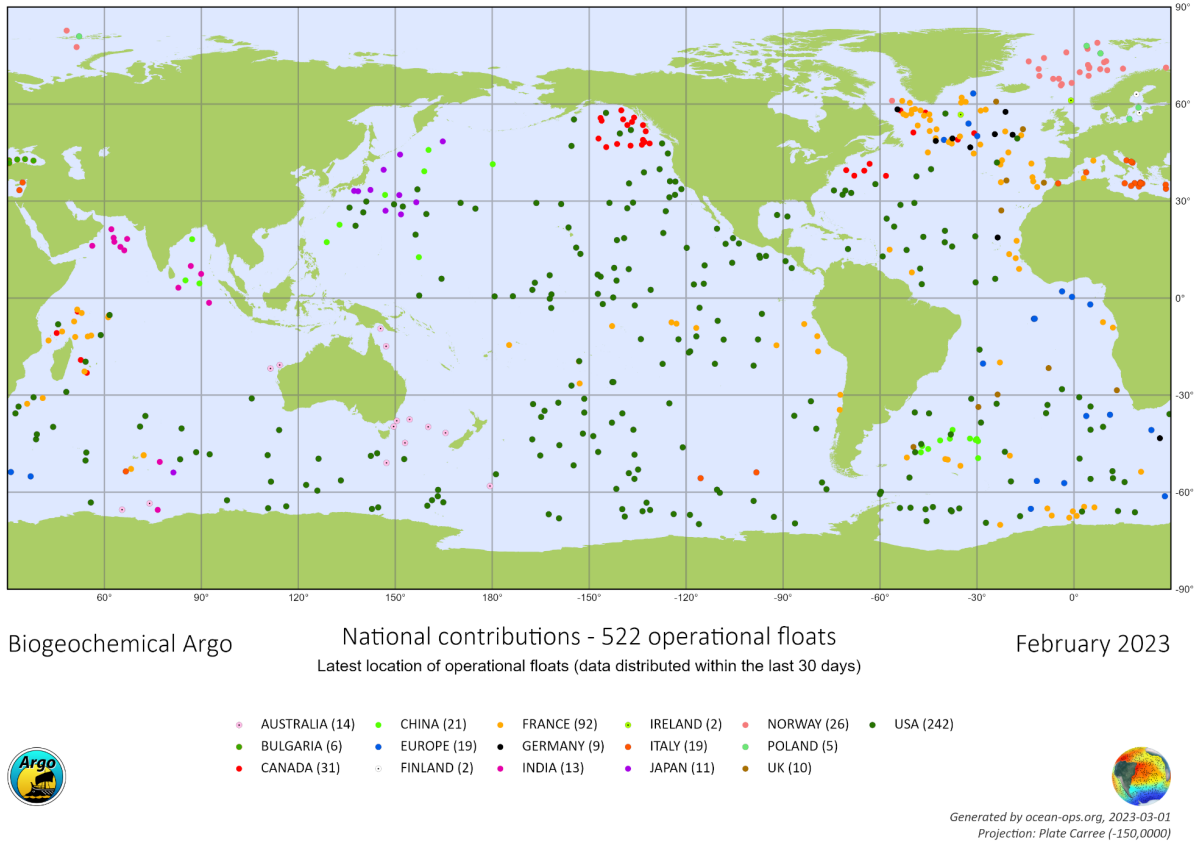 90°
60°
30°
0°
-30°
-60°
-90°
60° 90° 120° 150° 180° -150° -120° -90° -60° -30° 0°
Biogeochemical Argo
National contributions - 522 operational floats
February 2023
Latest location of operational floats (data distributed within the last 30 days)
AUSTRALIA (14) CHINA (21) FRANCE (92) IRELAND (2) NORWAY (26) USA (242)
BULGARIA (6) EUROPE (19) GERMANY (9) ITALY (19) POLAND (5)
CANADA (31) FINLAND (2) INDIA (13) JAPAN (11) UK (10)
Argo
Generated by ocean-ops.org, 2023-03-01
Projection: Plate Carree (-150,0000)